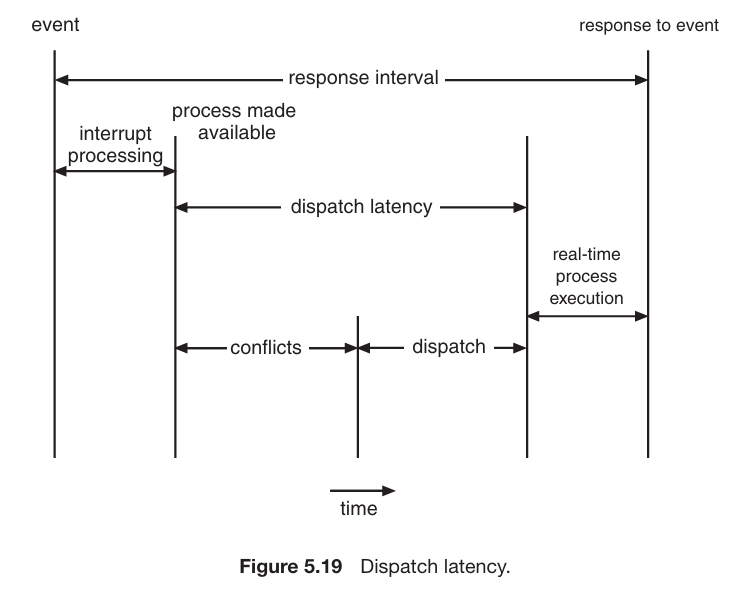 event
response to event
response interval
process made
available
interrupt
processing
dispatch latency
real-time
process
execution
conflicts
dispatch
time
Figure 5.19 Dispatch latency.